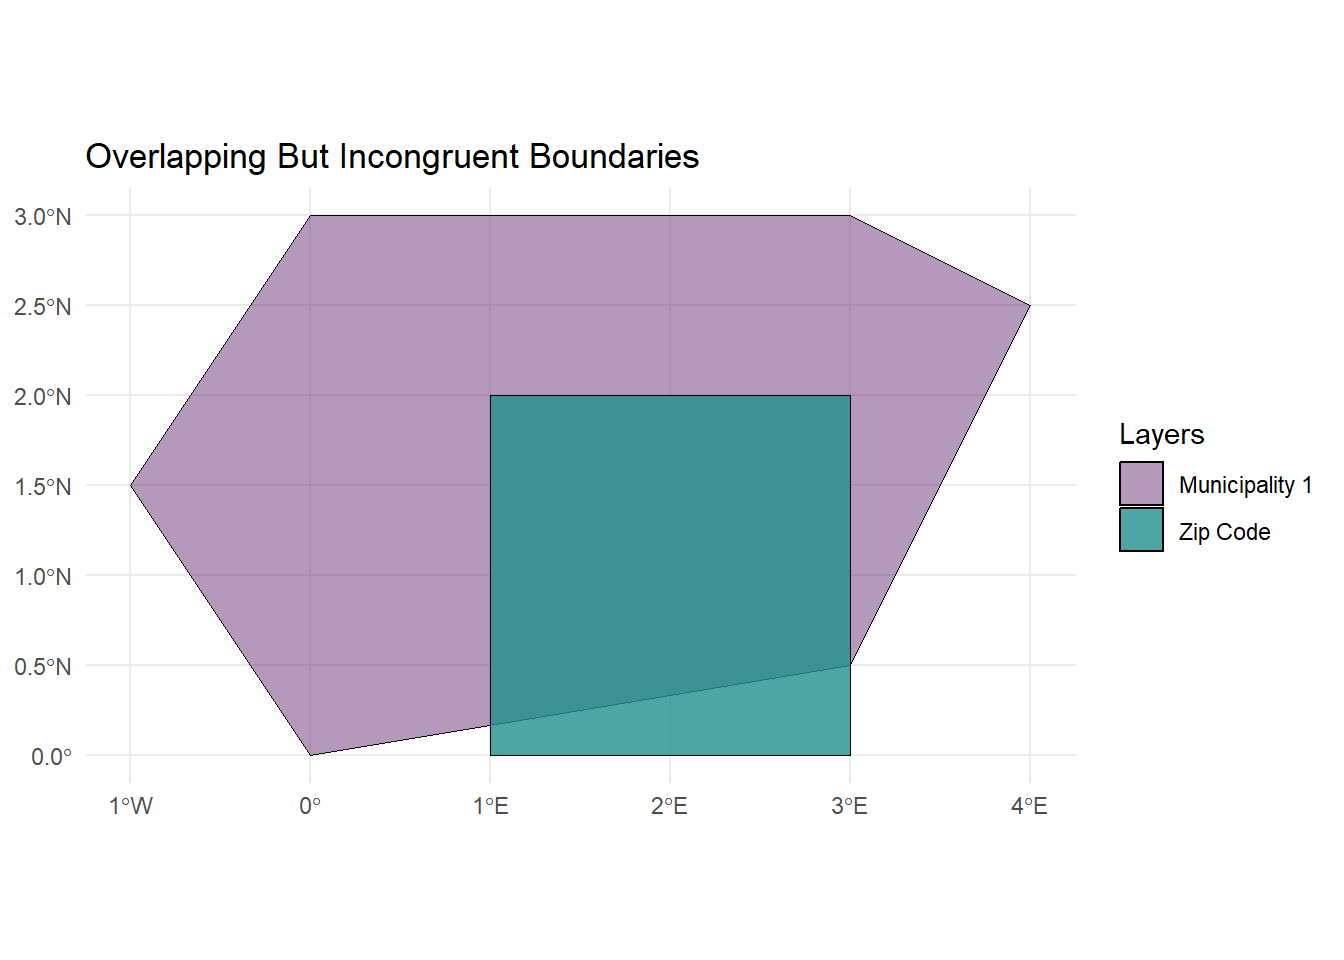 Overlapping But Incongruent Boundaries
3.0°N
2.5°N
2.0°N
1.5°N
1.0°N
0.5°N
0.0°
1°W 0° 1°E 2°E 3°E 4°E
Layers
Municipality 1
Zip Code